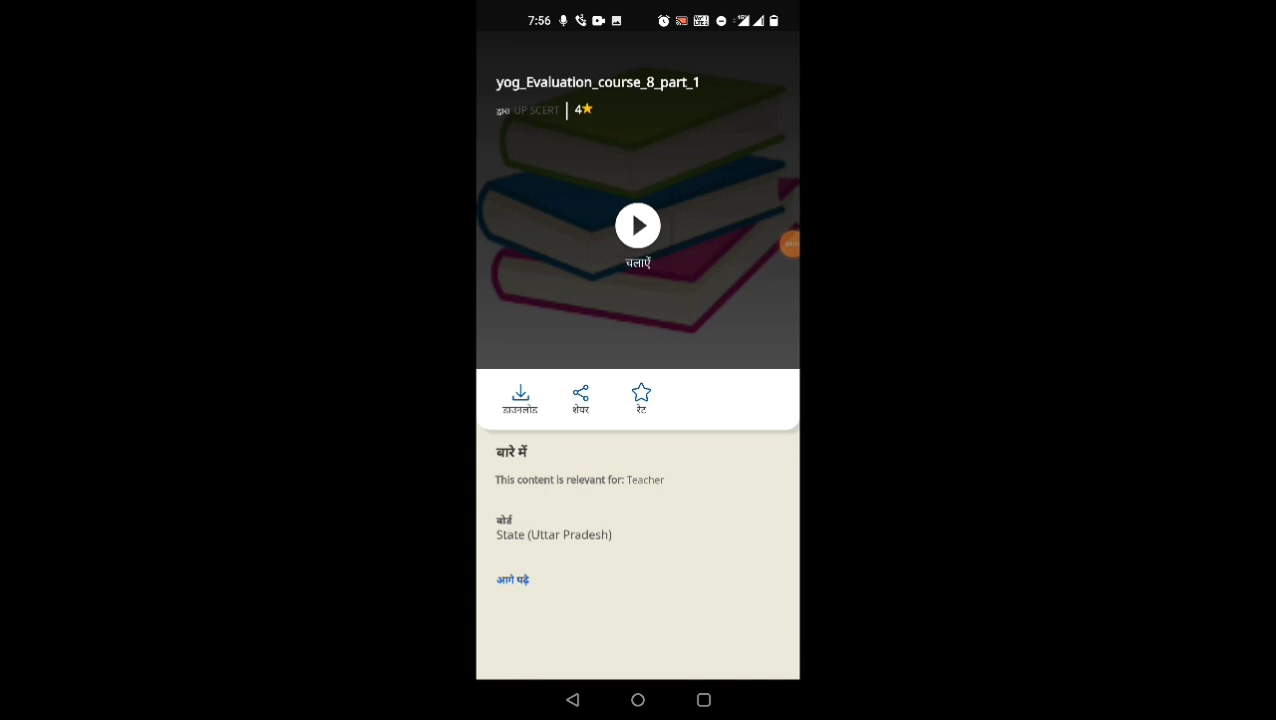 7:56
yog_Evaluation_course_8_part_1
द्वारा UP SCERT | 4★
चलाएँ
डाउनलोड शेयर रेट
बारे में
This content is relevant for: Teacher
बोर्ड
State (Uttar Pradesh)
आगे पढ़े